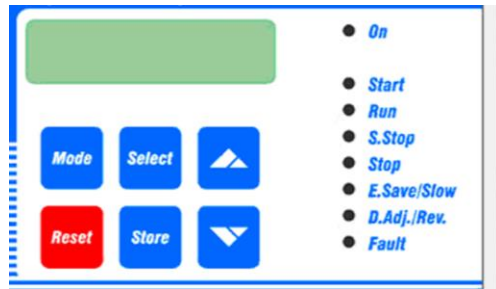 On
Start
Run
S.Stop
Stop
E.Save/Slow
D.Adj./Rev.
Fault
Mode Select
Reset Store